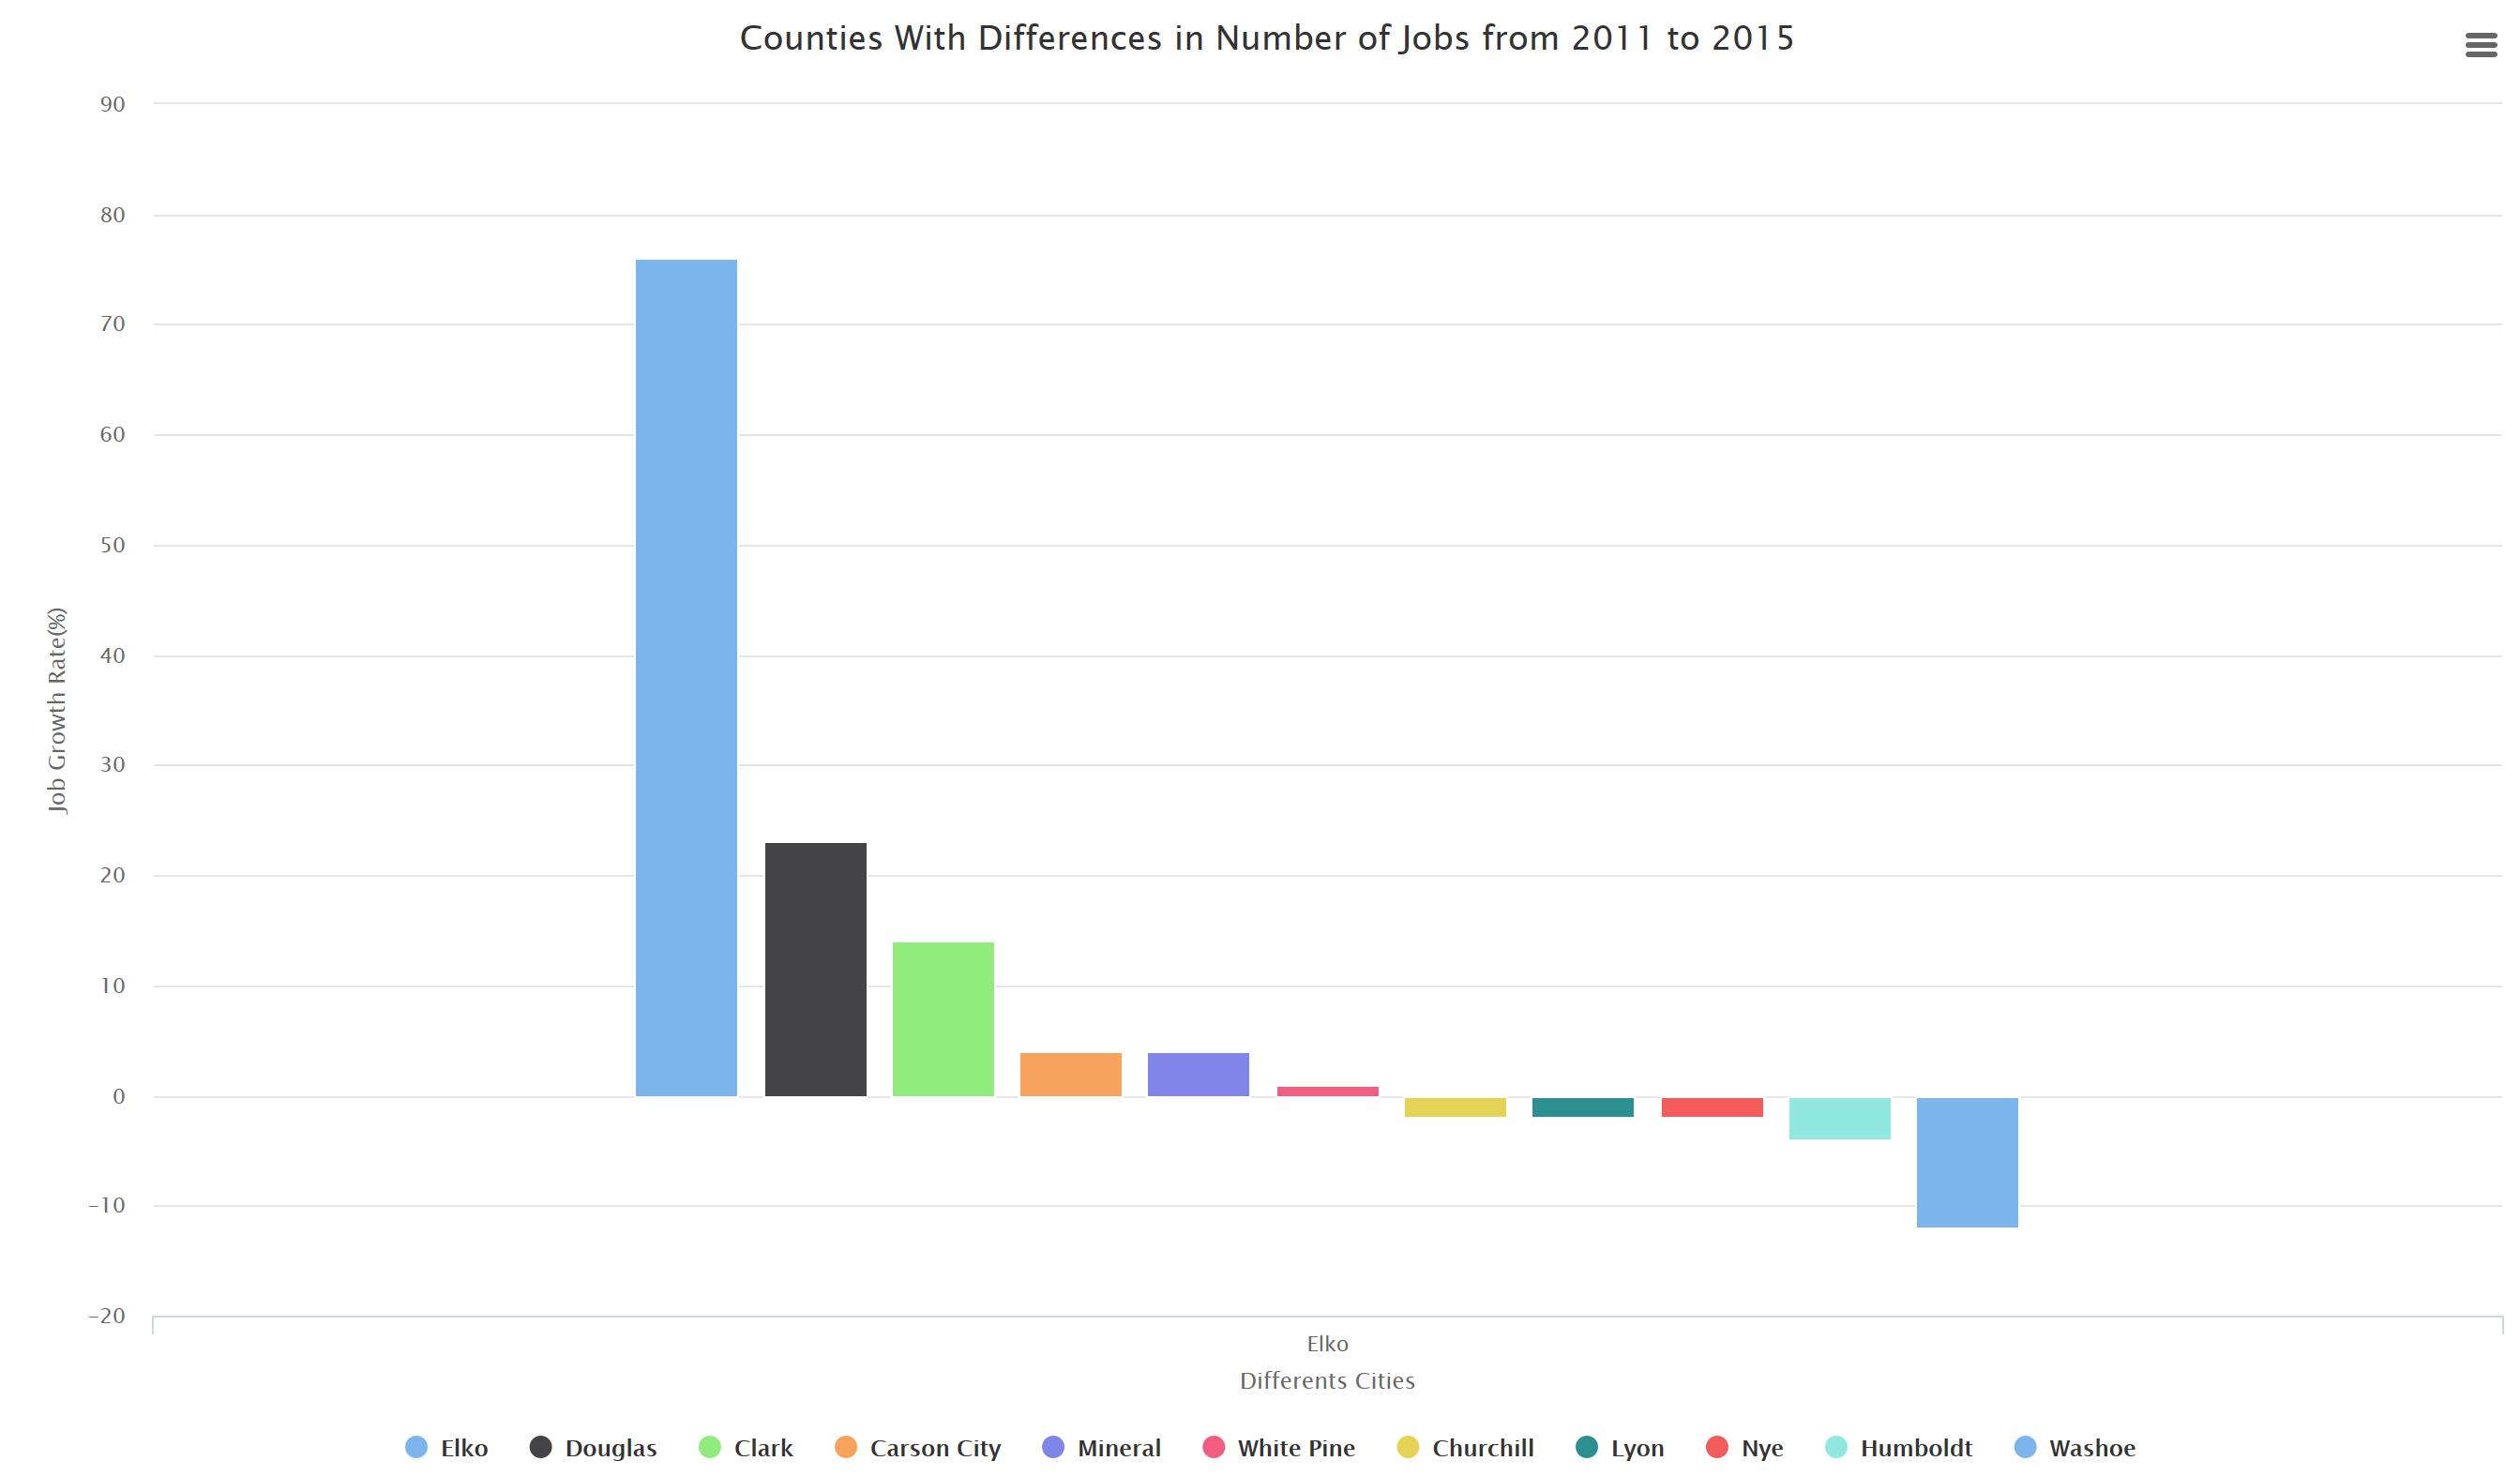 Counties With Differences in Number of Jobs from 2011 to 2015
90
80
70
60
50
40
30
20
10
0
-10
-20
Job Growth Rate(%)
Elko
Differents Cities
Elko Douglas Clark Carson City Mineral White Pine Churchill Lyon Nye Humboldt Washoe